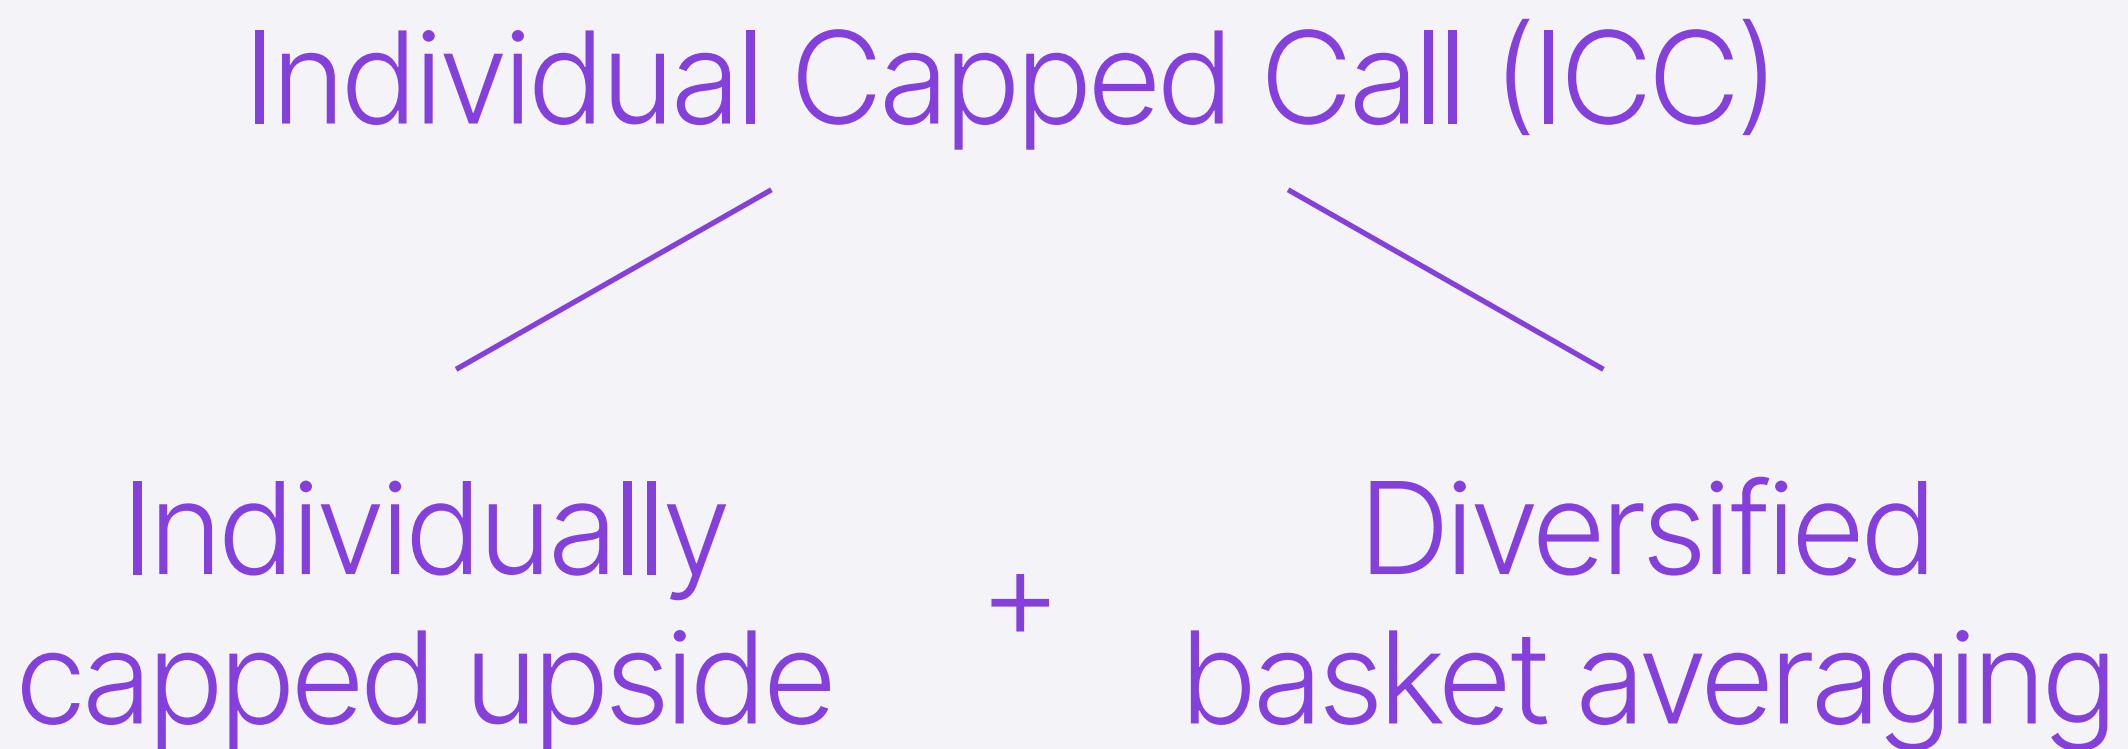 Individual Capped Call (ICC)
Individually
capped upside
+
Diversified
basket averaging